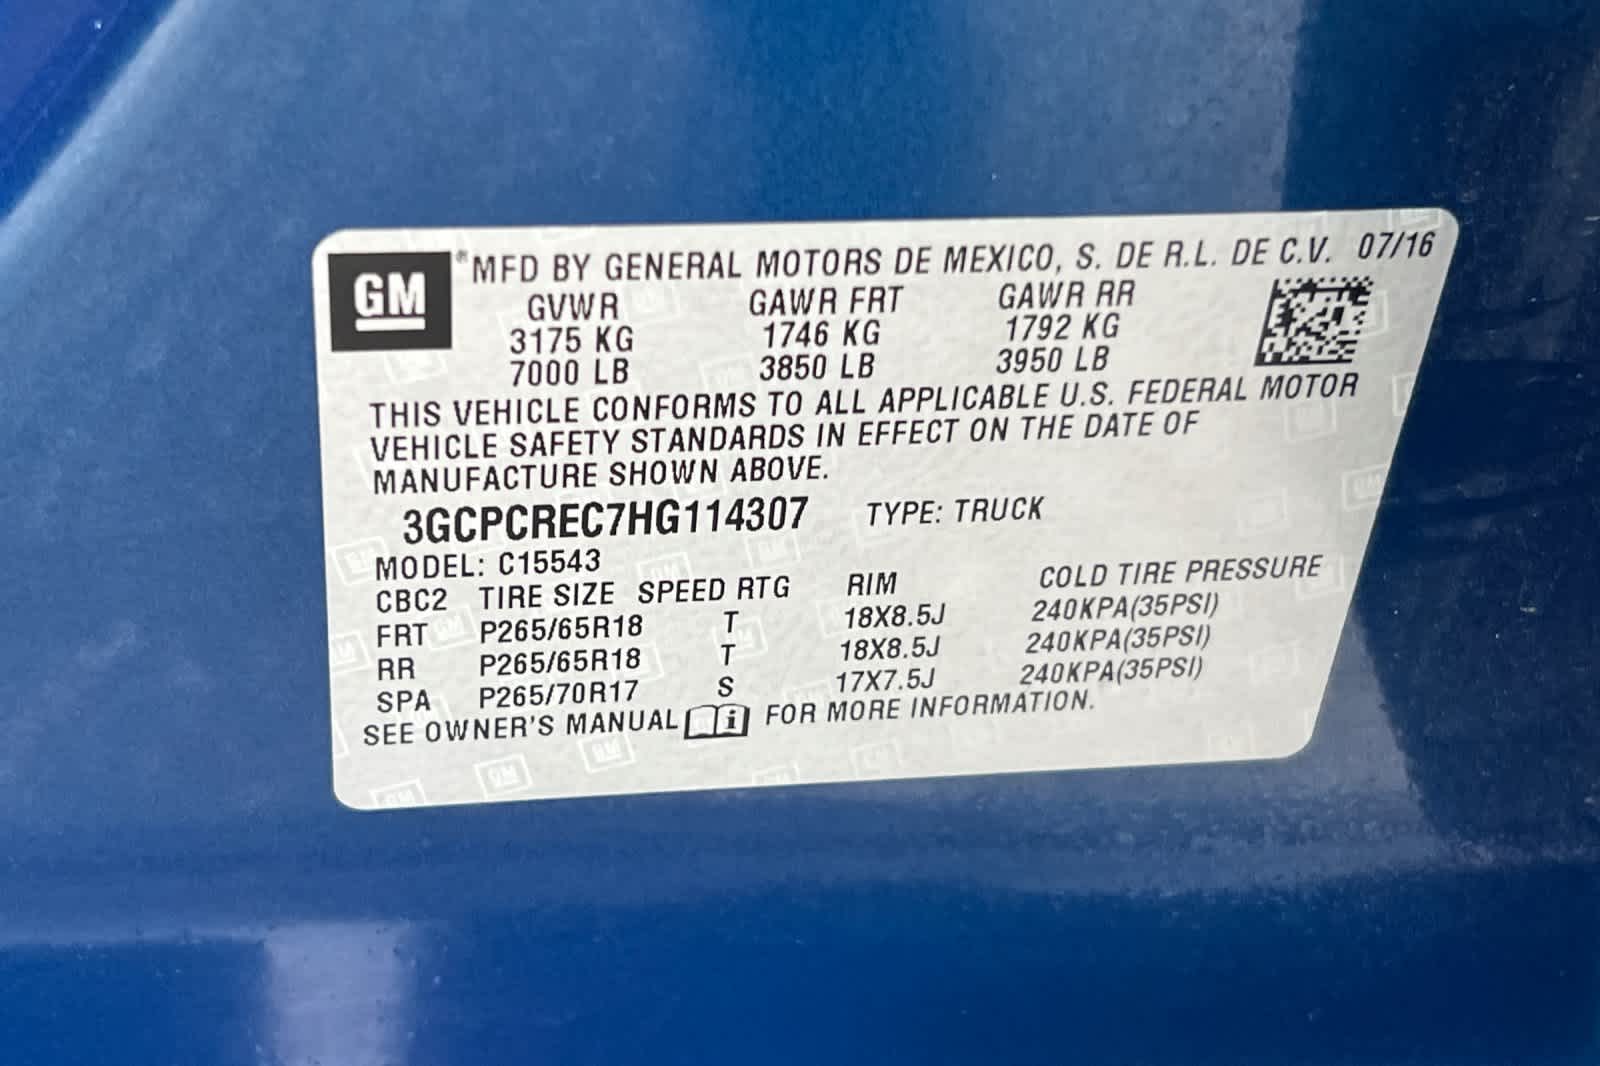 GM ®MFD BY GENERAL MOTORS DE MEXICO, S. DE R.L. DE C.V. 07/16
GVWR GAWR FRT GAWR RR
3175 KG 1746 KG 1792 KG
7000 LB 3850 LB 3950 LB
THIS VEHICLE CONFORMS TO ALL APPLICABLE U.S. FEDERAL MOTOR
VEHICLE SAFETY STANDARDS IN EFFECT ON THE DATE OF
MANUFACTURE SHOWN ABOVE.
3GCPCREC7HG114307 TYPE: TRUCK
MODEL: C15543
CBC2 TIRE SIZE SPEED RTG RIM COLD TIRE PRESSURE
FRT P265/65R18 T 18X8.5J 240KPA(35PSI)
RR P265/65R18 T 18X8.5J 240KPA(35PSI)
SPA P265/70R17 S 17X7.5J 240KPA(35PSI)
SEE OWNER'S MANUAL i FOR MORE INFORMATION.